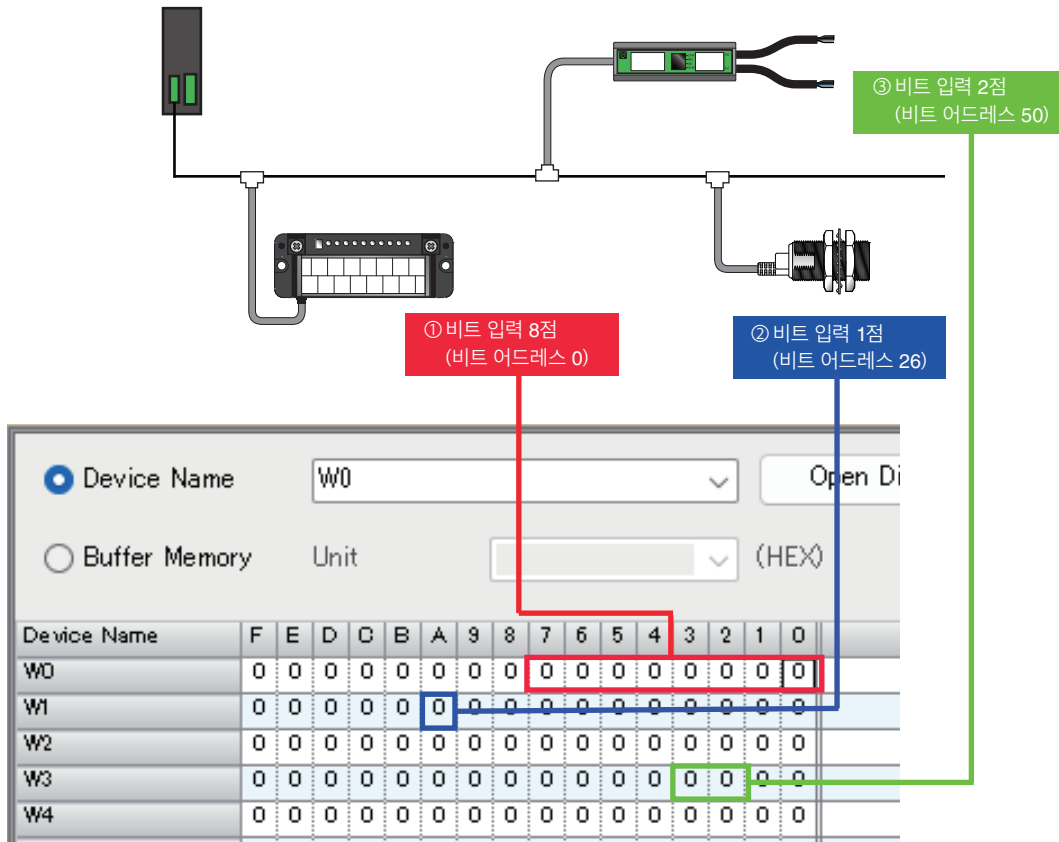 ③ 비트 입력 2점
(비트 어드레스 50)
① 비트 입력 8점
(비트 어드레스 0)
② 비트 입력 1점
(비트 어드레스 26)
Device Name W0 Open Di
Buffer Memory Unit (HEX)
Device Name F E D C B A 9 8 7 6 5 4 3 2 1 0
W0 0 0 0 0 0 0 0 0 0 0 0 0 0 0 0 0
W1 0 0 0 0 0 0 0 0 0 0 0 0 0 0 0 0
W2 0 0 0 0 0 0 0 0 0 0 0 0 0 0 0 0
W3 0 0 0 0 0 0 0 0 0 0 0 0 0 0 0 0
W4 0 0 0 0 0 0 0 0 0 0 0 0 0 0 0 0